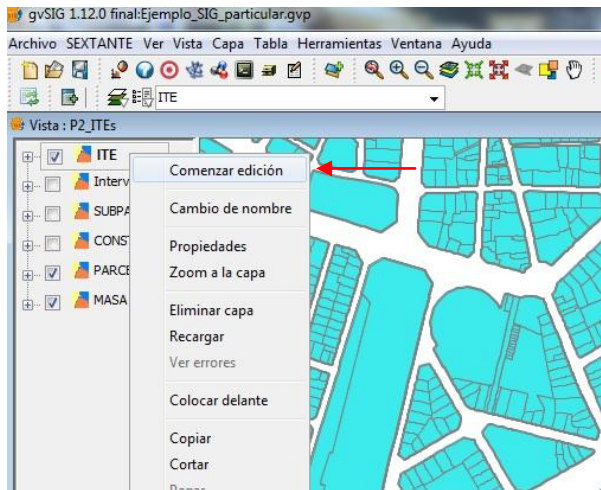 gvSIG 1.12.0 final:Ejemplo_SIG_particular.gvp
Archivo SEXTANTE Ver Vista Capa Tabla Herramientas Ventana Ayuda
ITE
Vista : P2_ITEs
ITE
Interv
SUBPA
CONS
PARCE
MASA
Comenzar edición
Cambio de nombre
Propiedades
Zoom a la capa
Eliminar capa
Recargar
Ver errores
Colocar delante
Copiar
Cortar